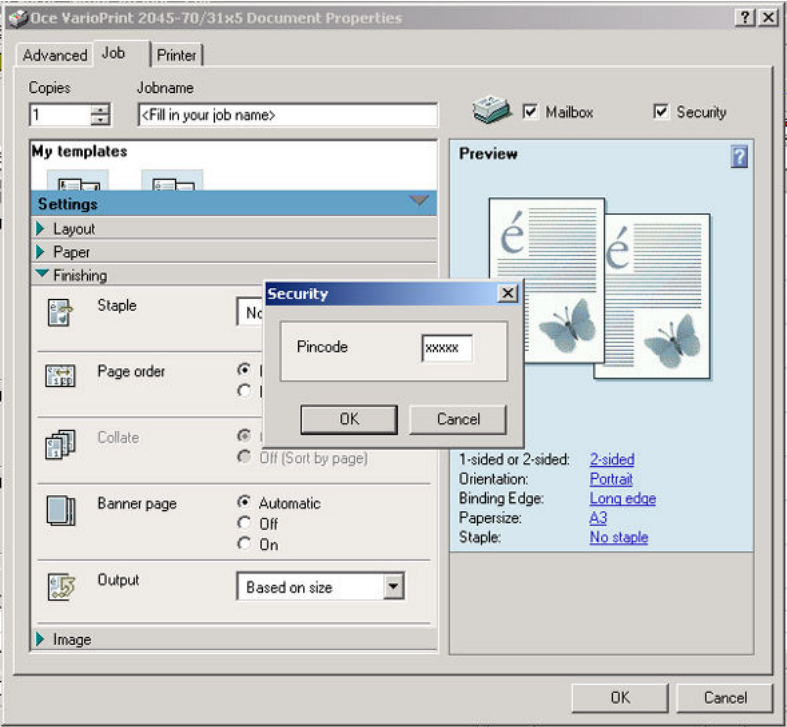 Oce VarioPrint 2045-70/31x5 Document Properties
Advanced Job Printer
Copies Jobname
1 <Fill in your job name> Mailbox Security
My templates Preview
Settings
Layout
Paper
Finishing
Security
Staple
Pincode xxxxx
Page order
OK Cancel
Collate
Off (Sort by page)
1-sided or 2-sided: 2-sided
Orientation: Portrait
Binding Edge: Long edge
Papersize: A3
Staple: No staple
Banner page Automatic
Off
On
Output Based on size
Image
OK Cancel
é é